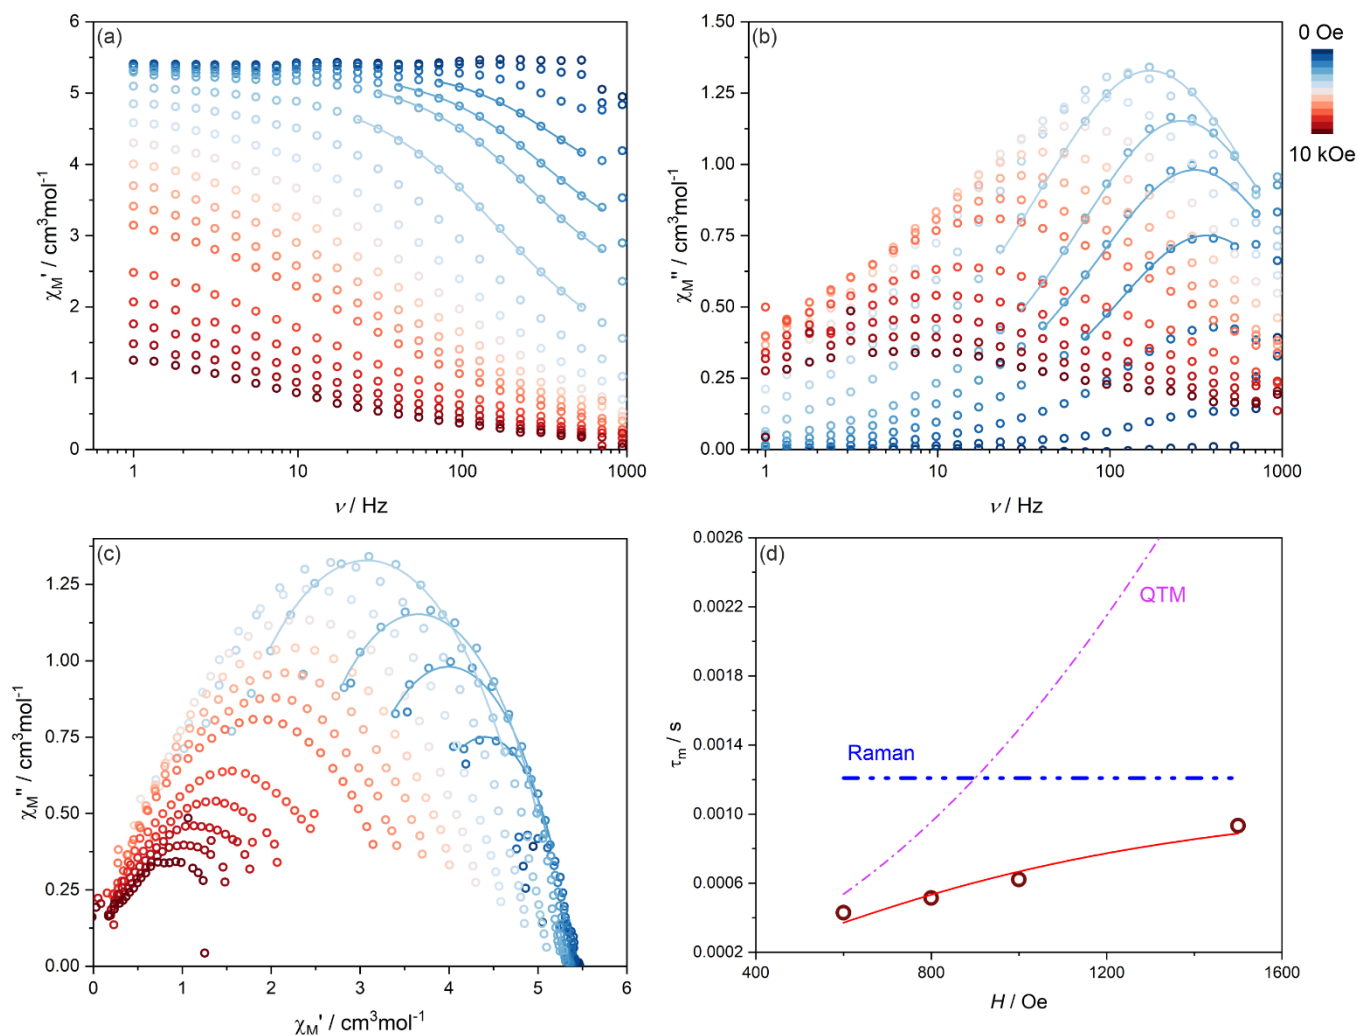 (a)
6
5
4
3
2
1
0
χM' / cm³mol⁻¹
1 10 100 1000
ν / Hz
(b)
1.50
1.25
1.00
0.75
0.50
0.25
0.00
χM'' / cm³mol⁻¹
1 10 100 1000
ν / Hz
0 Oe
10 kOe
(c)
1.25
1.00
0.75
0.50
0.25
0.00
χM'' / cm³mol⁻¹
0 1 2 3 4 5 6
χM' / cm³mol⁻¹
(d)
0.0026
0.0022
0.0018
0.0014
0.0010
0.0006
0.0002
τm / s
QTM
Raman
400 800 1200 1600
H / Oe